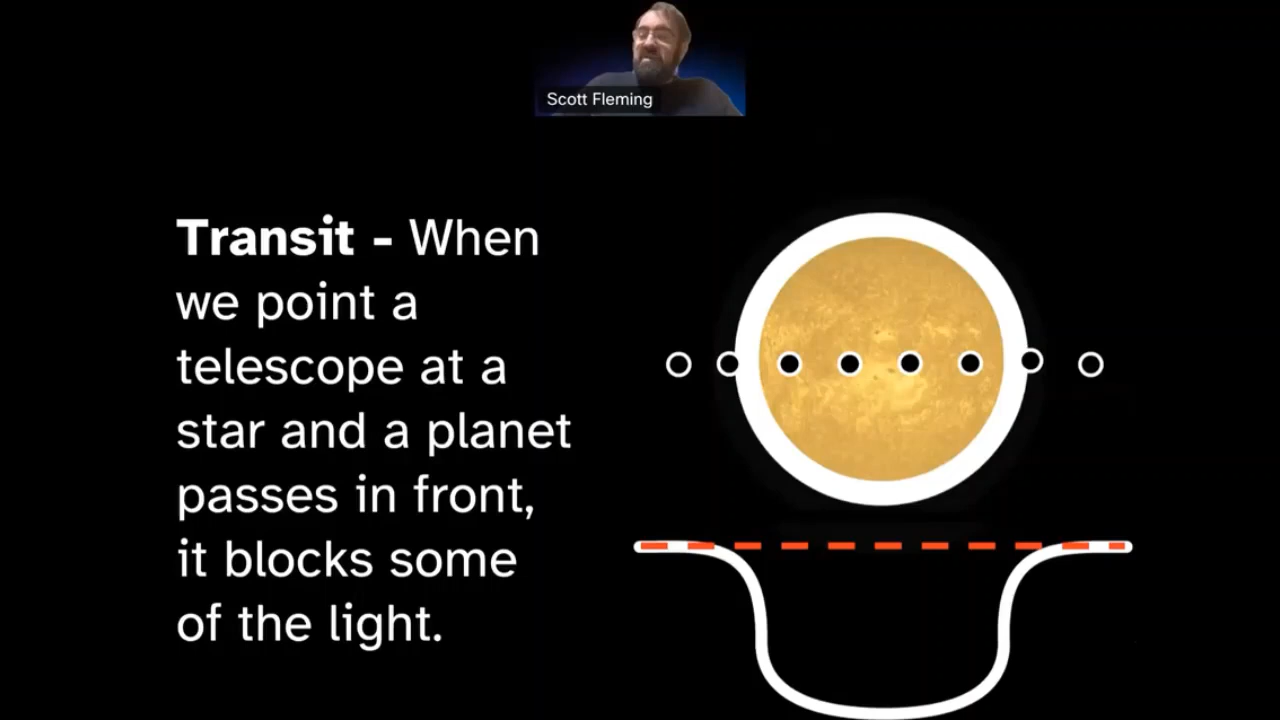 Scott Fleming
Transit - When
we point a
telescope at a
star and a planet
passes in front,
it blocks some
of the light.